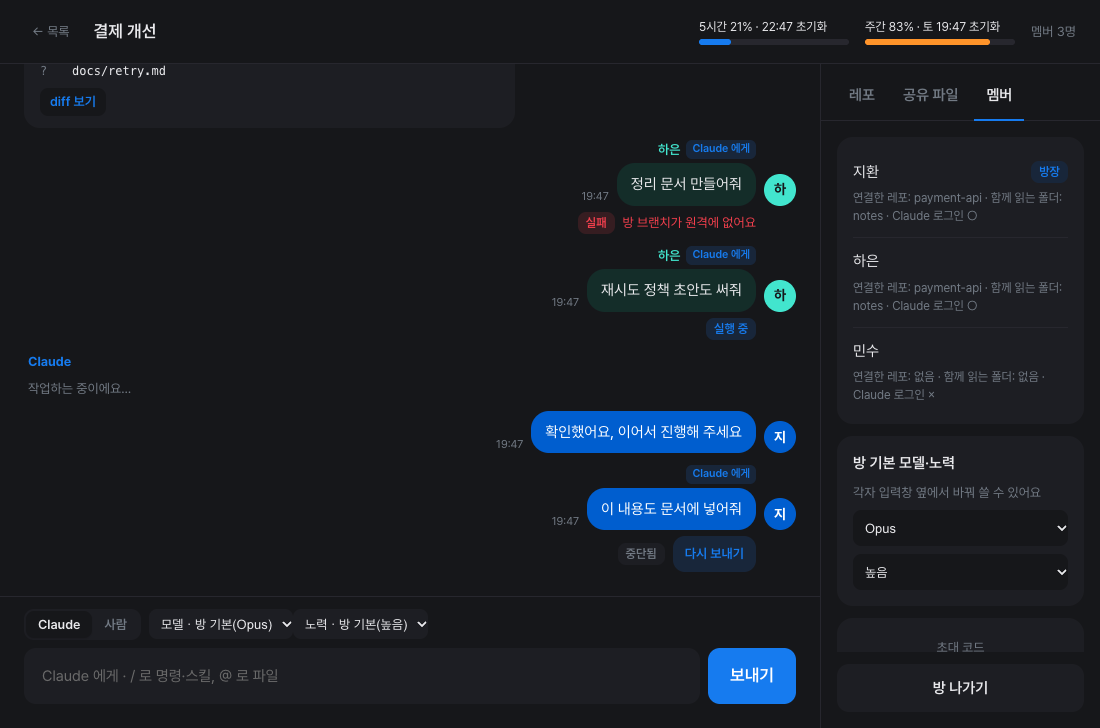 ← 목록
결제 개선
5시간 21% · 22:47 초기화
주간 83% · 토 19:47 초기화
멤버 3명
? docs/retry.md
diff 보기
하은 Claude 에게
정리 문서 만들어줘
19:47
하
실패 방 브랜치가 원격에 없어요
하은 Claude 에게
재시도 정책 초안도 써줘
19:47
하
실행 중
Claude
작업하는 중이에요...
확인했어요, 이어서 진행해 주세요
19:47
지
Claude 에게
이 내용도 문서에 넣어줘
19:47
지
중단됨 다시 보내기
Claude 사람 모델 · 방 기본(Opus) 노력 · 방 기본(높음)
Claude 에게 · / 로 명령·스킬, @ 로 파일
보내기
레포 공유 파일 멤버
지환 방장
연결한 레포: payment-api · 함께 읽는 폴더:
notes · Claude 로그인 ○
하은
연결한 레포: payment-api · 함께 읽는 폴더:
notes · Claude 로그인 ○
민수
연결한 레포: 없음 · 함께 읽는 폴더: 없음 ·
Claude 로그인 ×
방 기본 모델·노력
각자 입력창 옆에서 바꿔 쓸 수 있어요
Opus
높음
초대 코드
방 나가기